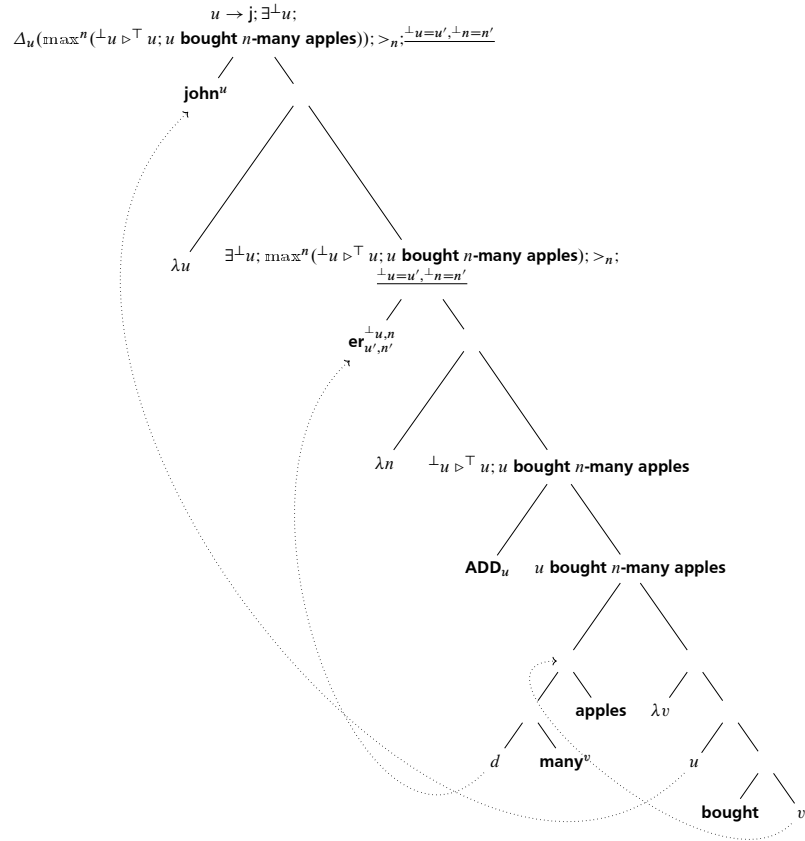 u → j; ∃⊥u;
Δu(maxⁿ(⊥u ▷⊤ u; u bought n-many apples)); >n; ⊥u=u′,⊥n=n′
johnᵘ
λu
∃⊥u; maxⁿ(⊥u ▷⊤ u; u bought n-many apples); >n;
⊥u=u′,⊥n=n′
er⊥u,n u′,n′
λn ⊥u ▷⊤ u; u bought n-many apples
ADDu u bought n-many apples
apples λv
d manyᵛ u
bought v